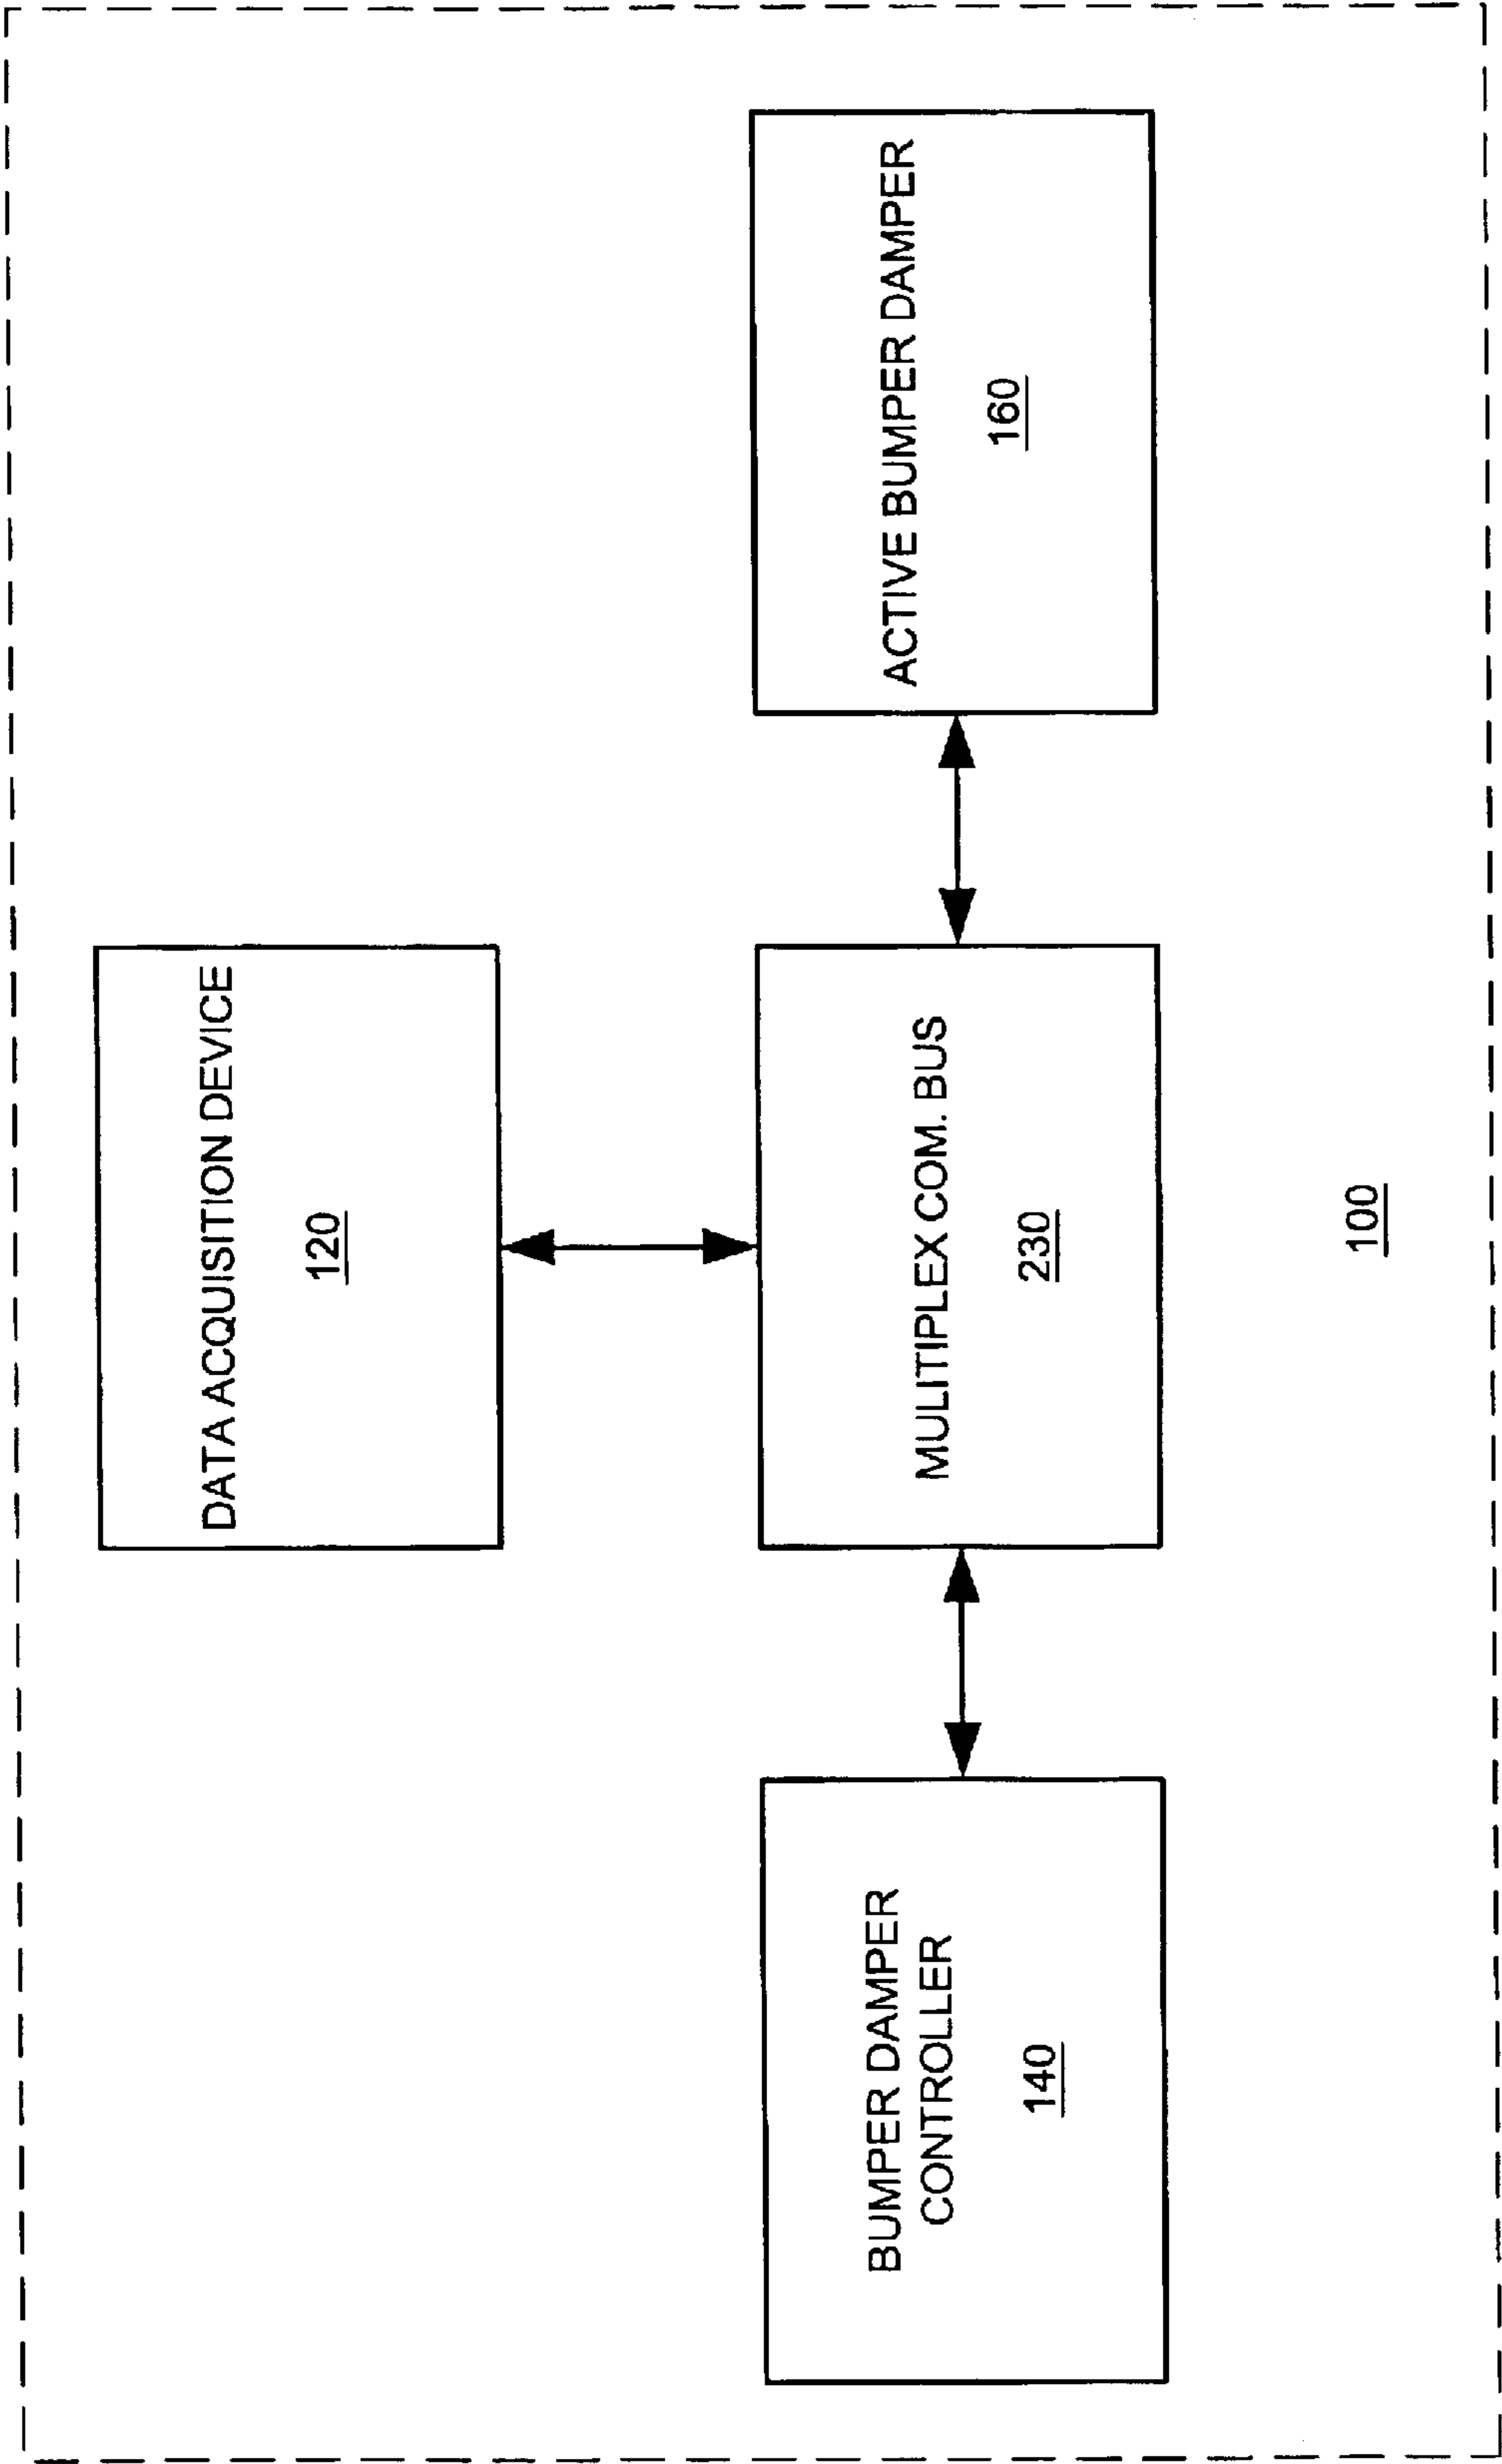 DATA ACQUISITION DEVICE
120
BUMPER DAMPER
CONTROLLER
140
MULITIPLEX COM. BUS
230
ACTIVE BUMPER DAMPER
160
100